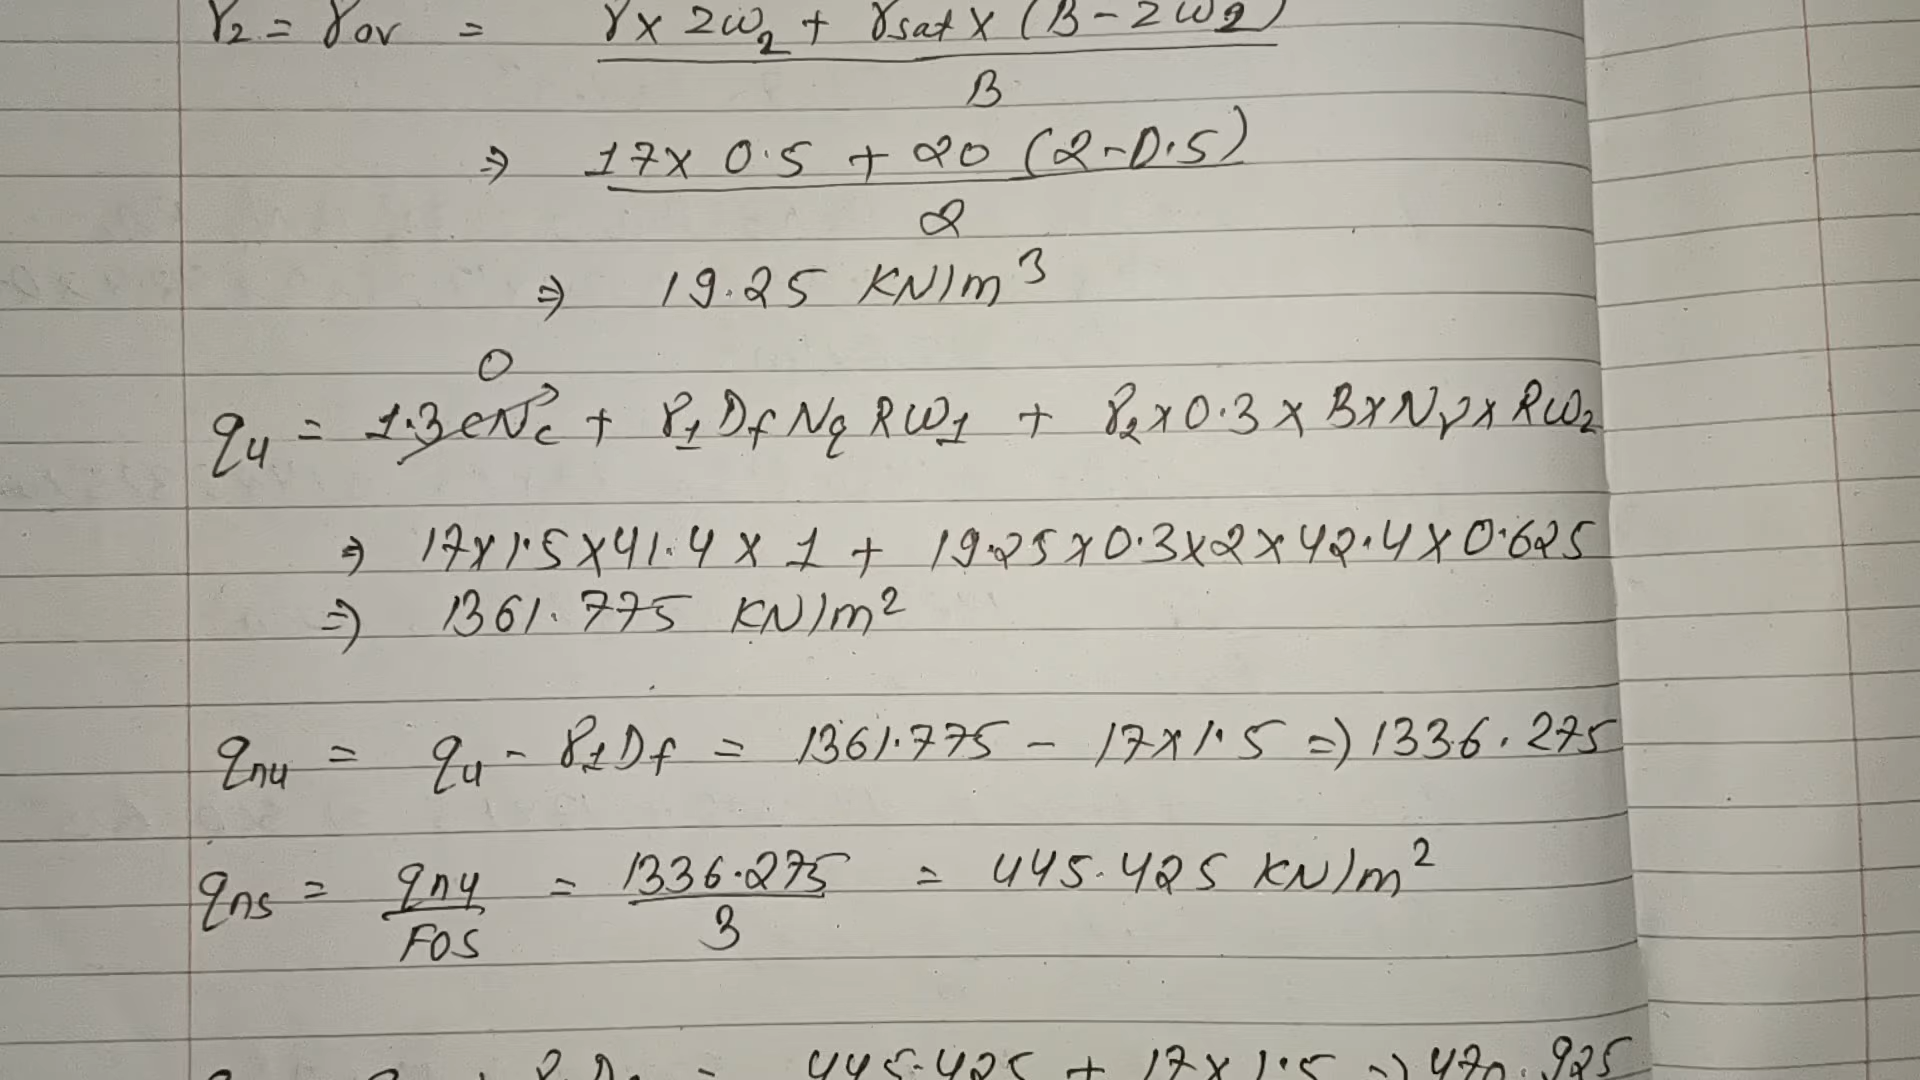 γ2 = γav = γ x 2w2 + γsat x (B - 2w2)
B
⇒ 17 x 0.5 + 20 (2-0.5)
2
⇒ 19.25 KN/m³
0
qu = 1.3cNc + γ1 Df Nq Rw1 + γ2 x 0.3 x B x Nγ x Rw2
⇒ 17 x 1.5 x 41.4 x 1 + 19.25 x 0.3 x 2 x 42.4 x 0.625
⇒ 1361.775 KN/m²
qnu = qu - γ1Df = 1361.775 - 17 x 1.5 ⇒ 1336.275
qns = qnu = 1336.275 = 445.425 KN/m²
FOS 3
445.425 + 17 x 1.5 ⇒ 470.925